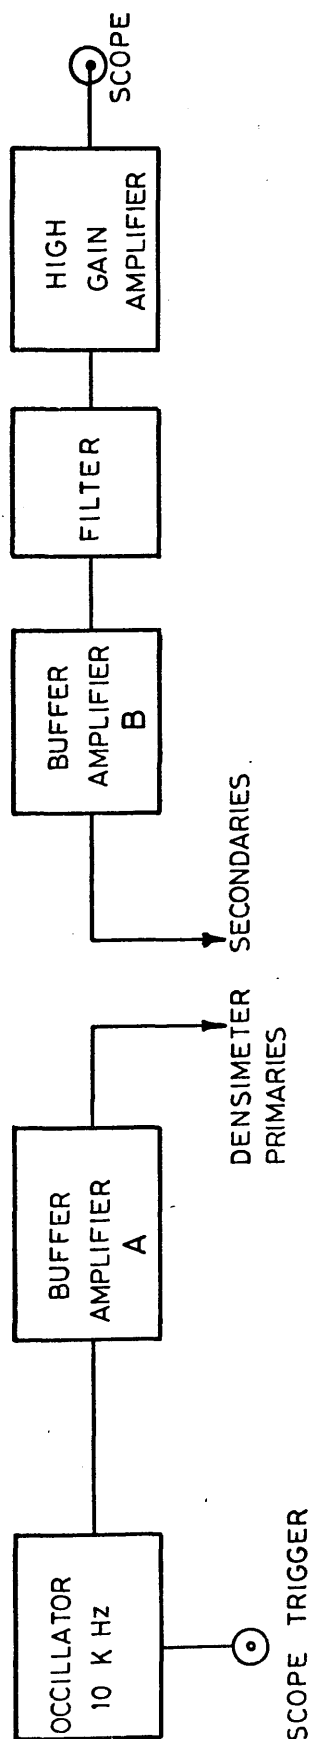 OCCILLATOR
10 K Hz
SCOPE TRIGGER
BUFFER
AMPLIFIER
A
DENSIMETER
PRIMARIES
SECONDARIES
BUFFER
AMPLIFIER
B
FILTER
HIGH
GAIN
AMPLIFIER
SCOPE